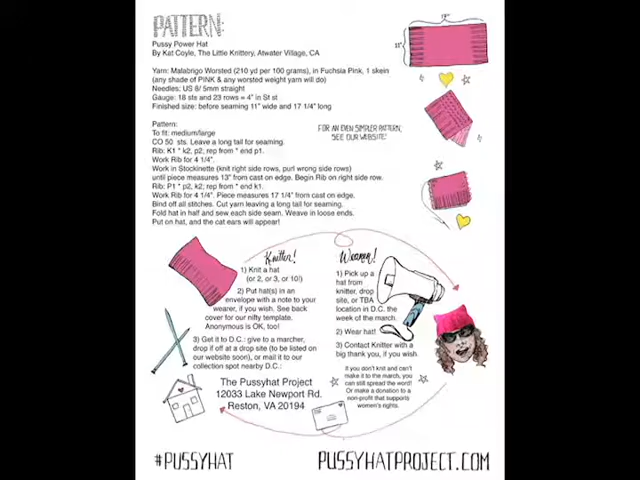 PATTERN:
Pussy Power Hat
By Kat Coyle, The Little Knittery, Atwater Village, CA
Yarn: Malabrigo Worsted (210 yd per 100 grams), in Fuchsia Pink, 1 skein
(any shade of PINK & any worsted weight yarn will do)
Needles: US 8/ 5mm straight
Gauge: 18 sts and 23 rows = 4" in St st
Finished size: before seaming 11" wide and 17 1/4" long
11"
Pattern:
To fit: medium/large
CO 50 sts. Leave a long tail for seaming.
Rib: K1 * k2, p2, rep from * end p1.
Work Rib for 4 1/4".
Work in Stockinette (knit right side rows, purl wrong side rows)
until piece measures 13" from cast on edge. Begin Rib on right side row.
Rib: P1 * p2, k2; rep from * end k1.
Work Rib for 4 1/4". Piece measures 17 1/4" from cast on edge.
Bind off all stitches. Cut yarn leaving a long tail for seaming.
Fold hat in half and sew each side seam. Weave in loose ends.
Put on hat, and the cat ears will appear!
FOR AN EVEN SIMPLER PATTERN,
SEE OUR WEBSITE!
Knitter!
1) Knit a hat
(or 2, or 3, or 10!)
2) Put hat(s) in an
envelope with a note to your
wearer, if you wish. See back
cover for our nifty template.
Anonymous is OK, too!
3) Get it to D.C.: give to a marcher,
drop if off at a drop site (to be listed on
our website soon), or mail it to our
collection spot nearby D.C.:
The Pussyhat Project
12033 Lake Newport Rd.
Reston, VA 20194
Wearer!
1) Pick up a
hat from
knitter, drop
site, or TBA
location in D.C. the
week of the march.
2) Wear hat!
3) Contact Knitter with a
big thank you, if you wish.
If you don't knit and can't
make it to the march, you
can still spread the word!
Or make a donation to a
non-profit that supports
women's rights.
#PUSSYHAT
PUSSYHATPROJECT.COM